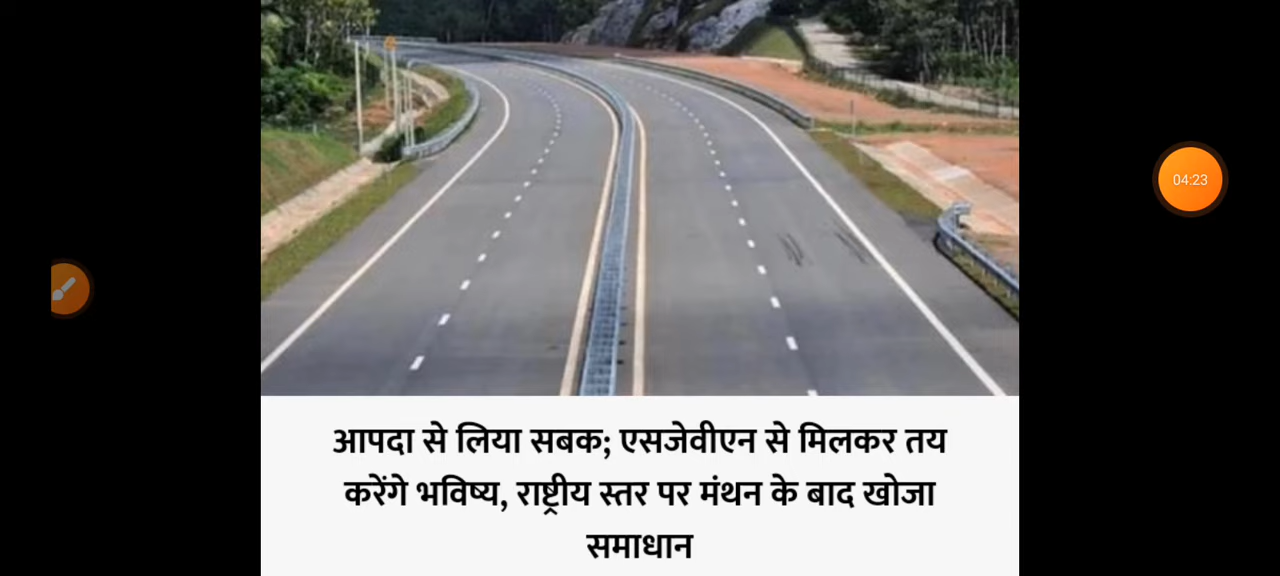 04:23
आपदा से लिया सबक; एसजेवीएन से मिलकर तय
करेंगे भविष्य, राष्ट्रीय स्तर पर मंथन के बाद खोजा
समाधान